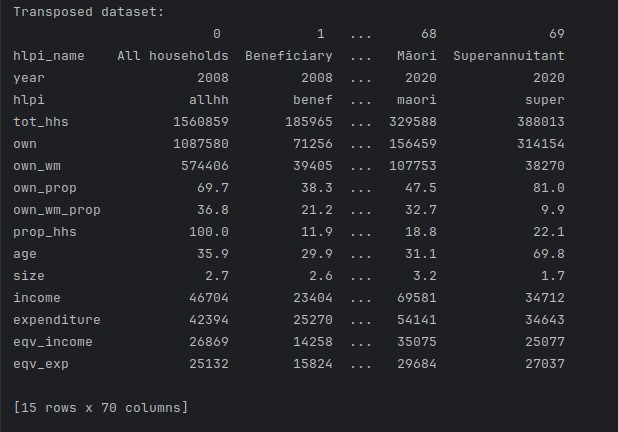 Transposed dataset:
0 1 ... 68 69
hlpi_name All households Beneficiary ... Māori Superannuitant
year 2008 2008 ... 2020 2020
hlpi allhh benef ... maori super
tot_hhs 1560859 185965 ... 329588 388013
own 1087580 71256 ... 156459 314154
own_wm 574406 39405 ... 107753 38270
own_prop 69.7 38.3 ... 47.5 81.0
own_wm_prop 36.8 21.2 ... 32.7 9.9
prop_hhs 100.0 11.9 ... 18.8 22.1
age 35.9 29.9 ... 31.1 69.8
size 2.7 2.6 ... 3.2 1.7
income 46704 23404 ... 69581 34712
expenditure 42394 25270 ... 54141 34643
eqv_income 26869 14258 ... 35075 25077
eqv_exp 25132 15824 ... 29684 27037
[15 rows x 70 columns]